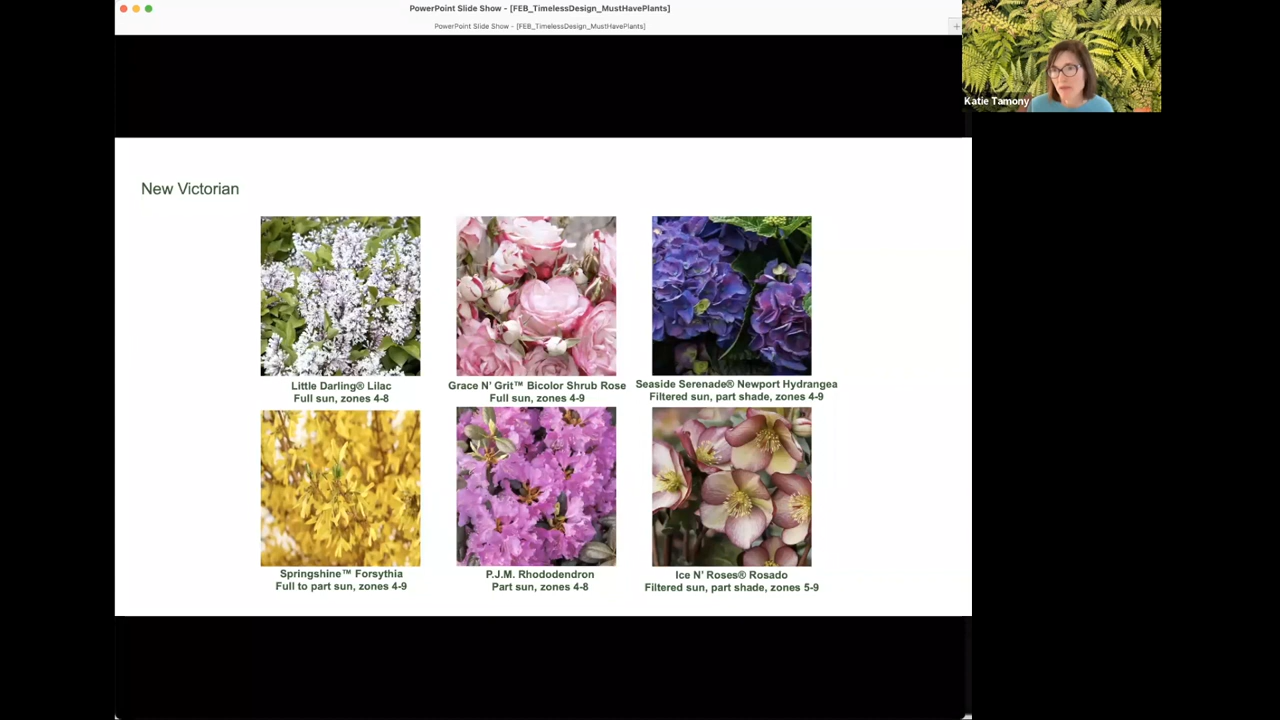 PowerPoint Slide Show - [FEB_TimelessDesign_MustHavePlants]
PowerPoint Slide Show - [FEB_TimelessDesign_MustHavePlants]
Katie Tamony
New Victorian
Little Darling® Lilac
Full sun, zones 4-8
Grace N' Grit™ Bicolor Shrub Rose
Full sun, zones 4-9
Seaside Serenade® Newport Hydrangea
Filtered sun, part shade, zones 4-9
Springshine™ Forsythia
Full to part sun, zones 4-9
P.J.M. Rhododendron
Part sun, zones 4-8
Ice N' Roses® Rosado
Filtered sun, part shade, zones 5-9